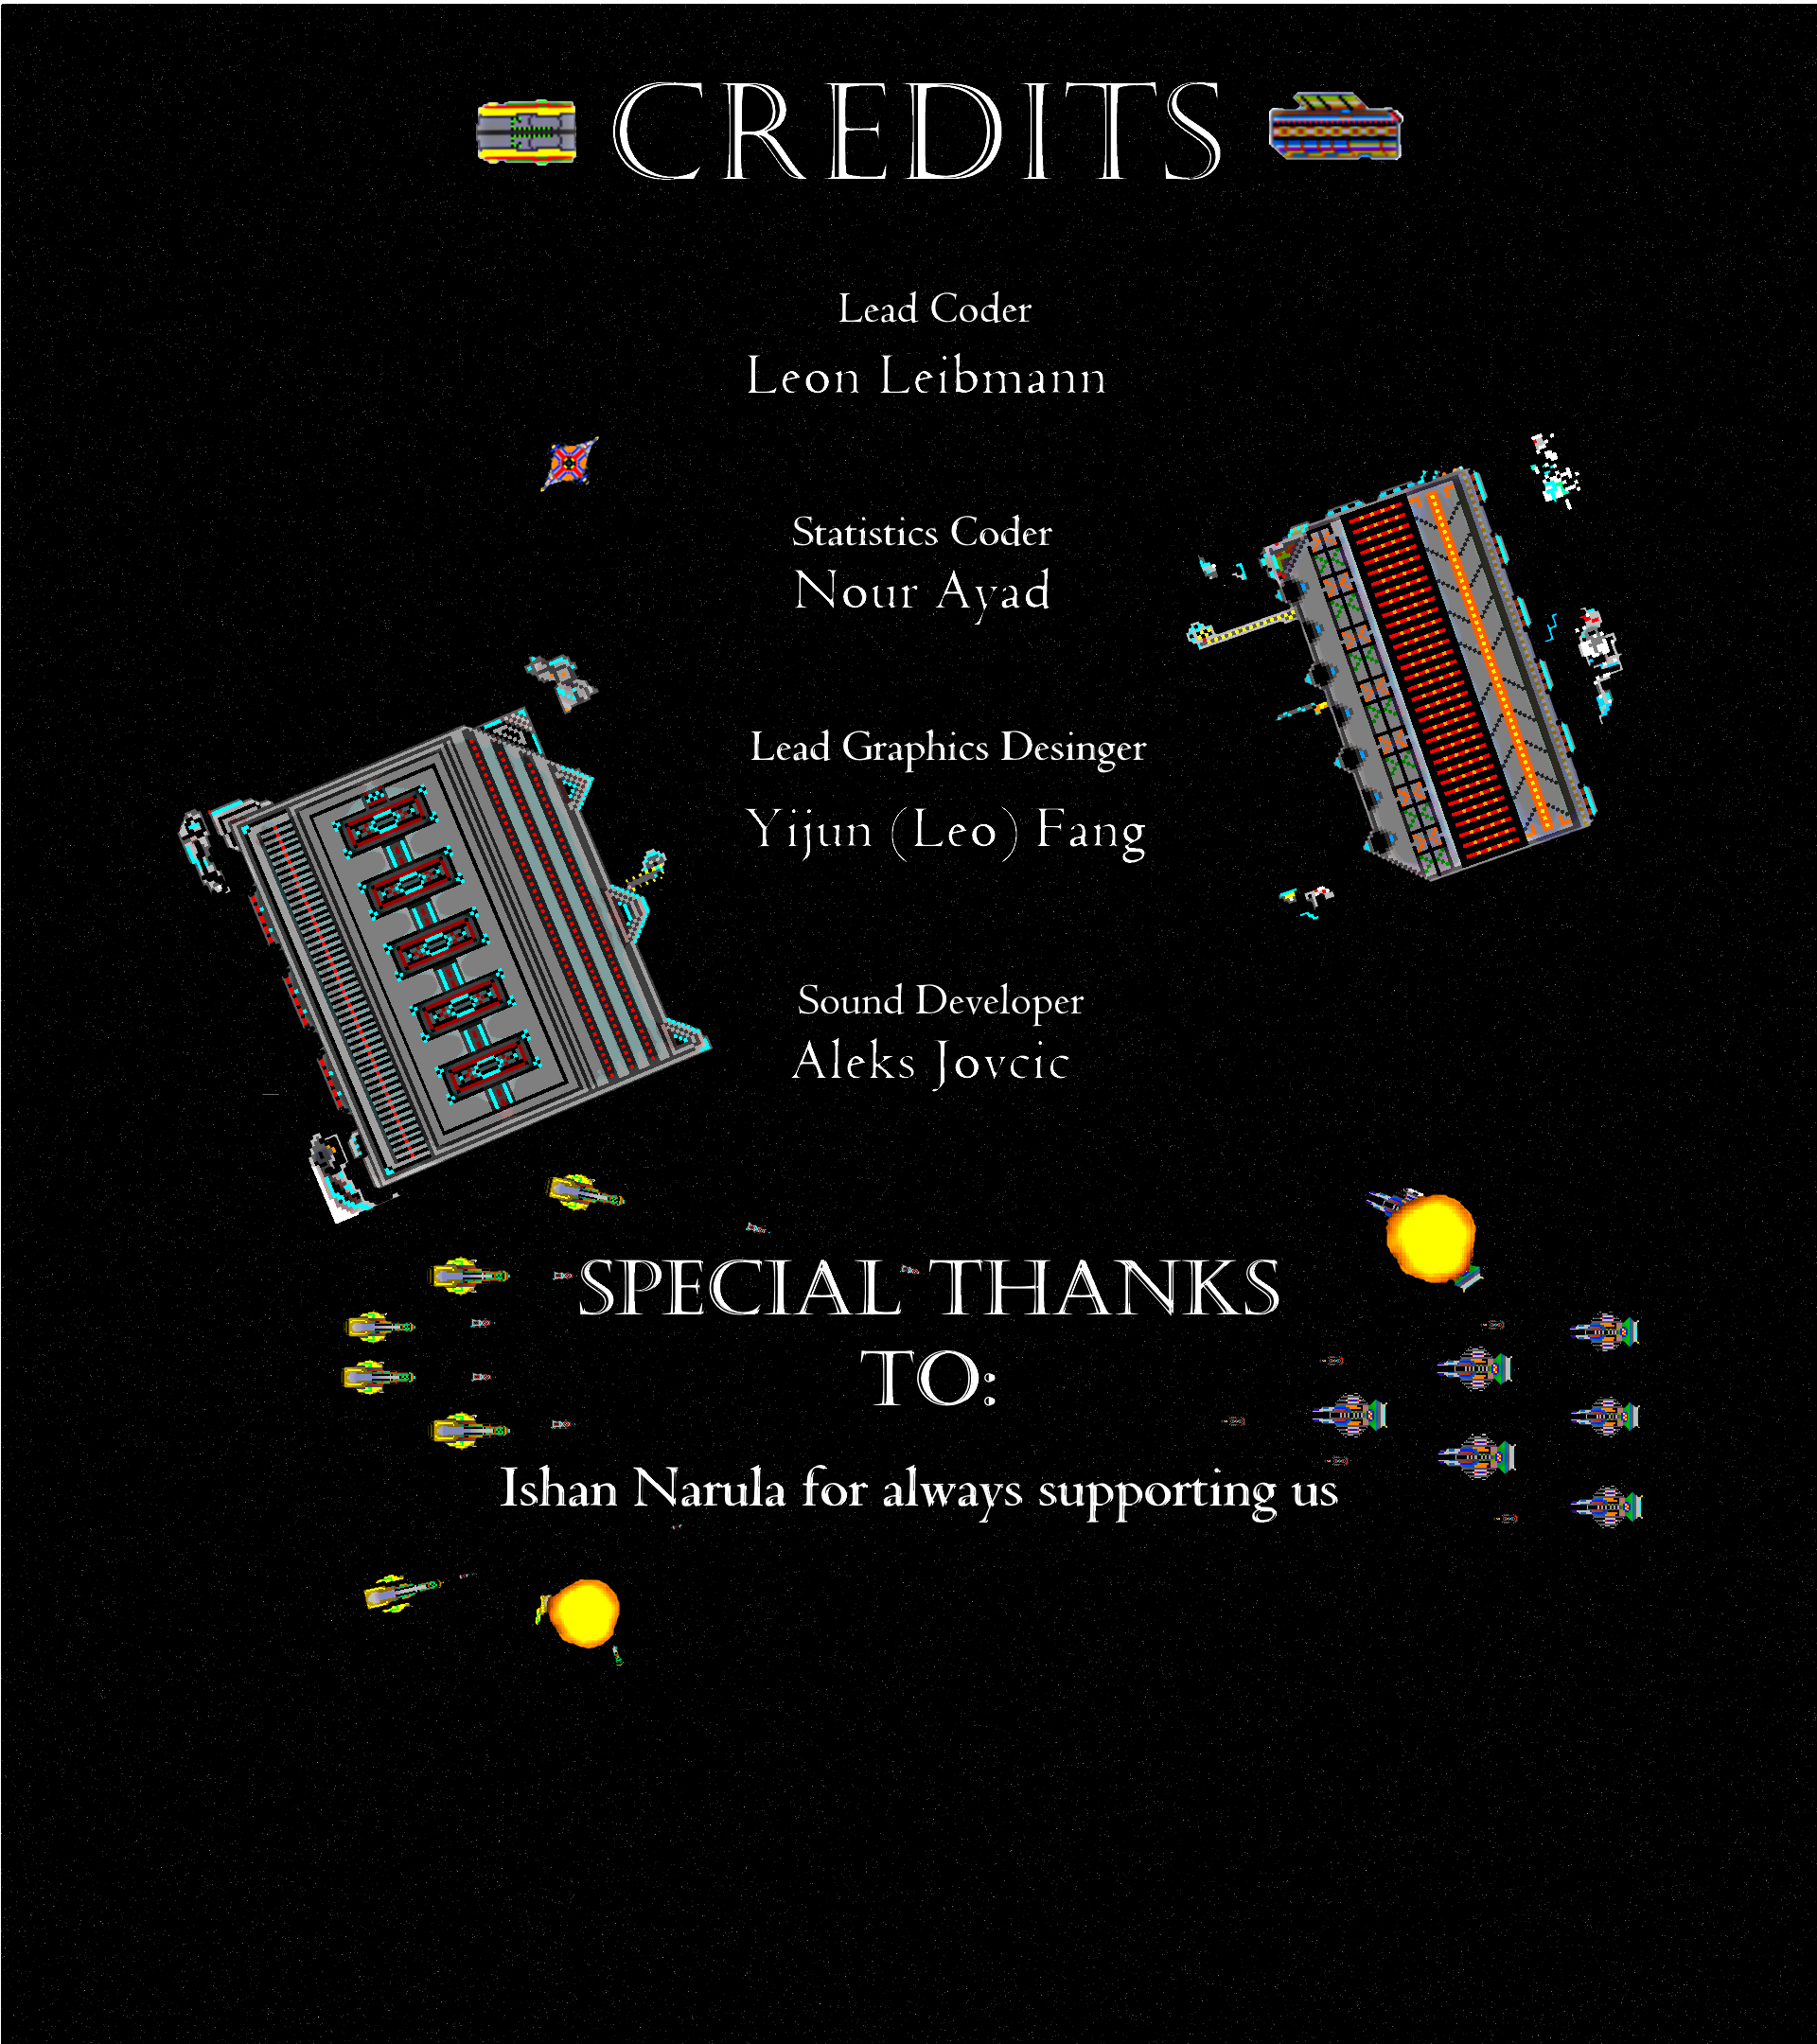 CREDITS
Lead Coder
Leon Leibmann
Statistics Coder
Nour Ayad
Lead Graphics Desinger
Yijun (Leo) Fang
Sound Developer
Aleks Jovcic
SPECIAL THANKS
TO:
Ishan Narula for always supporting us